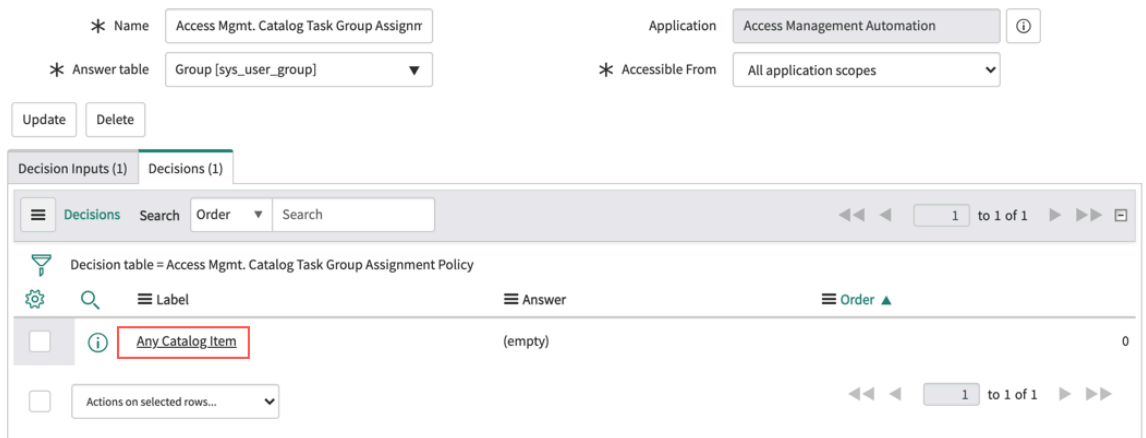 Name Access Mgmt. Catalog Task Group Assignm Application Access Management Automation
Answer table Group [sys_user_group] Accessible From All application scopes
Update Delete
Decision Inputs (1) Decisions (1)
Decisions Search Order Search 1 to 1 of 1
Decision table = Access Mgmt. Catalog Task Group Assignment Policy
Label Answer Order
Any Catalog Item (empty) 0
Actions on selected rows... 1 to 1 of 1